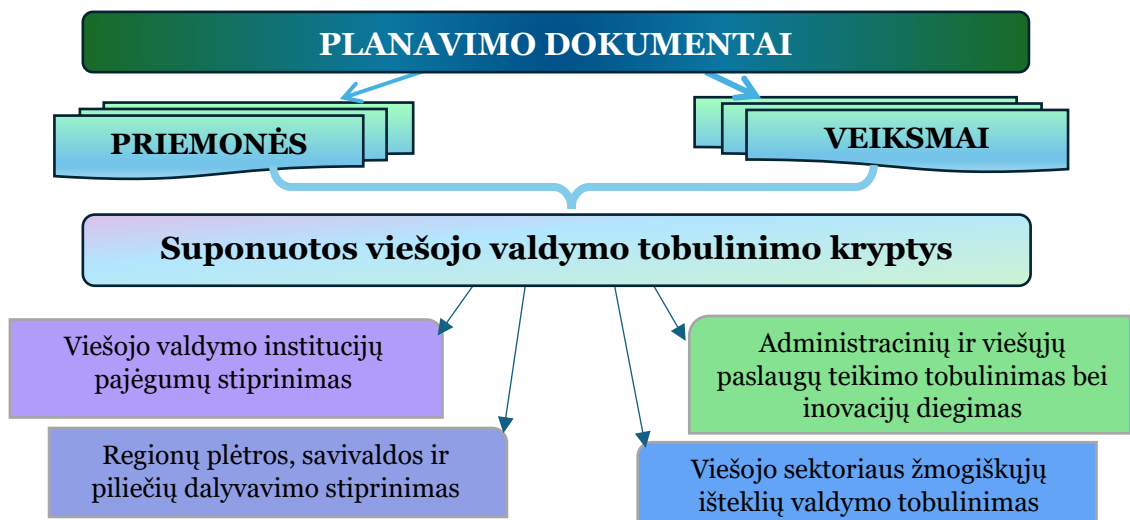 PLANAVIMO DOKUMENTAI
PRIEMONĖS
VEIKSMAI
Suponuotos viešojo valdymo tobulinimo kryptys
Viešojo valdymo institucijų
pajėgumų stiprinimas
Administracinių ir viešųjų
paslaugų teikimo tobulinimas bei
inovacijų diegimas
Regionų plėtros, savivaldos ir
piliečių dalyvavimo stiprinimas
Viešojo sektoriaus žmogiškųjų
išteklių valdymo tobulinimas